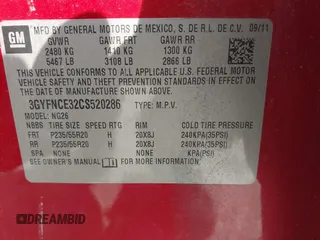 GM
MFD BY GENERAL MOTORS DE MEXICO, S. DE R.L. DE C.V. 09/11
GVWR GAWR FRT GAWR RR
2480 KG 1410 KG 1300 KG
5467 LB 3109 LB 2866 LB
THIS VEHICLE CONFORMS TO ALL APPLICABLE U.S. FEDERAL MOTOR
VEHICLE SAFETY, BUMPER, AND THEFT PREVENTION STANDARDS
IN EFFECT ON THE DATE OF MANUFACTURE SHOWN ABOVE.
3GYFNCE32CS520286 TYPE: M.P.V.
MODEL: NG26
TIRE SIZE SPEED RTG RIM COLD TIRE PRESSURE
FRT P235/55R20 H 20X8J 240KPA(35PSI)
RR P235/55R20 H 20X8J 240KPA(35PSI)
SPA NONE KPA(PSI)
SEE OWNER MANUAL FOR MORE INFORMATION.
DREAMBID